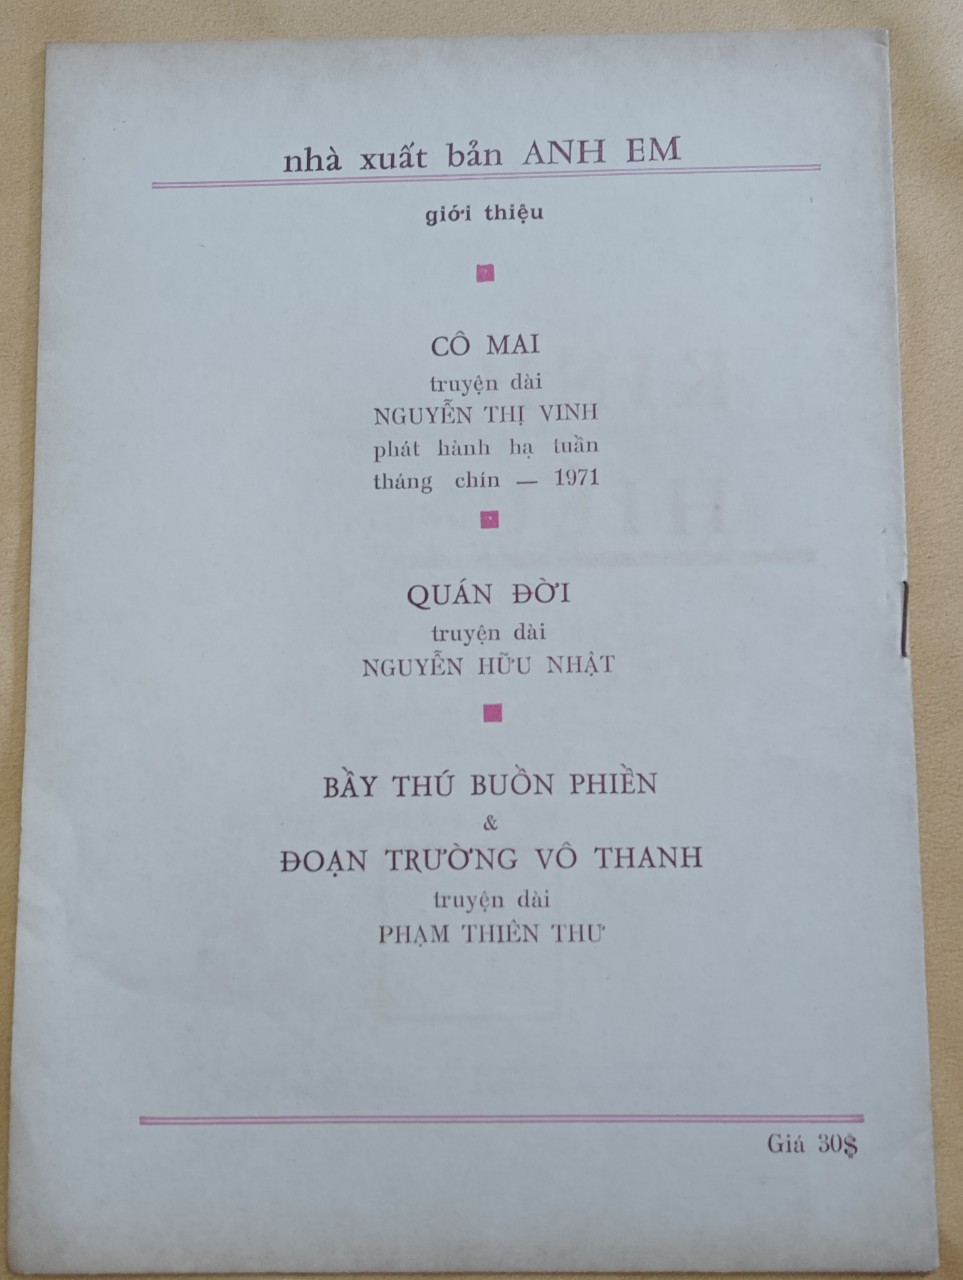 nhà xuất bản ANH EM
giới thiệu
CÔ MAI
truyện dài
NGUYỄN THỊ VINH
phát hành hạ tuần
tháng chín — 1971
QUÁN ĐỜI
truyện dài
NGUYỄN HỮU NHẬT
BẦY THÚ BUỒN PHIỀN
&
ĐOẠN TRƯỜNG VÔ THANH
truyện dài
PHẠM THIÊN THƯ
Giá 30$